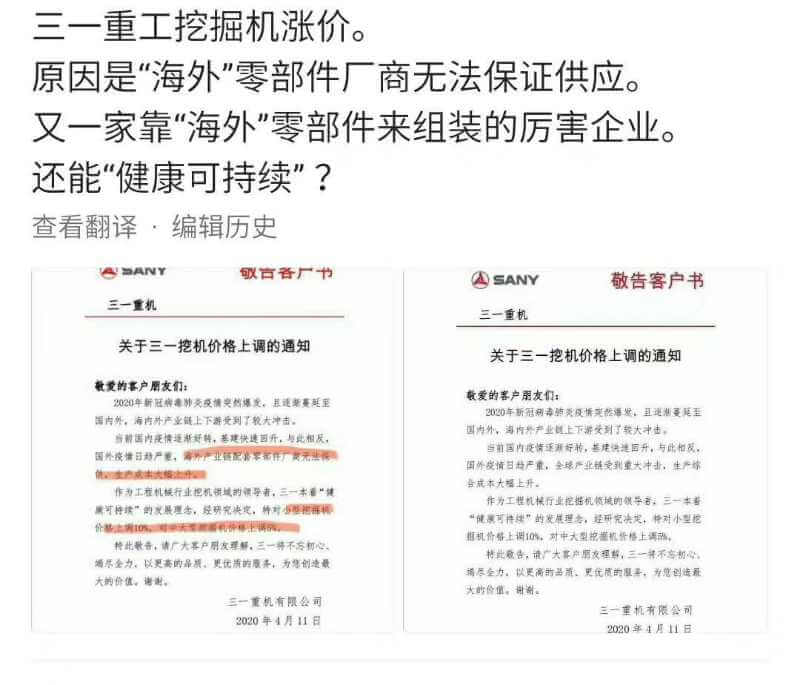 三一重工挖掘机涨价。
原因是“海外”零部件厂商无法保证供应。
又一家靠“海外”零部件来组装的厉害企业。
还能“健康可持续”？
查看翻译 · 编辑历史
SANY
敬告客户书
三一重机
关于三一挖机价格上调的通知
敬爱的客户朋友们：
2020年新冠病毒肺炎疫情突然爆发，且逐渐蔓延至
国内外，海内外产业链上下游受到了较大冲击。
当前国内疫情逐渐好转，基建快速回升，与此相反，
国外疫情日劫严重，海外产业链配套零部件厂商无法保
供，生产成本大幅上升。
作为工程机械行业挖机领域的领导者，三一本着“健
康可持续”的发展理念，经研究决定，特对小型挖掘机
价格上调10%，对中大型挖掘机价格上调5%。
特此敬告，请广大客户朋友理解，三一将不忘初心、
竭尽全力，以更高的品质、更优质的服务，为您创造最
大的价值。谢谢。
三一重机有限公司
2020年4月11日
SANY
敬告客户书
三一重机
关于三一挖机价格上调的通知
敬爱的客户朋友们：
2020年新冠病毒肺炎疫情突然爆发，且逐渐蔓延至
国内外，海内外产业链上下游受到了较大冲击。
当前国内疫情逐渐好转，基建快速回升，与此相反，
国外疫情日劫严重，全球产业链受到重大冲击，生产综
合成本大幅上升。
作为工程机械行业挖机领域的领导者，三一本着
“健康可持续”的发展理念，经研究决定，特对小型挖
掘机价格上调10%，对中大型挖掘机价格上调5%。
特此敬告，请广大客户朋友理解，三一将不忘初心、
竭尽全力，以更高的品质、更优质的服务，为您创造最
大的价值。谢谢。
三一重机有限公司
2020年4月11日